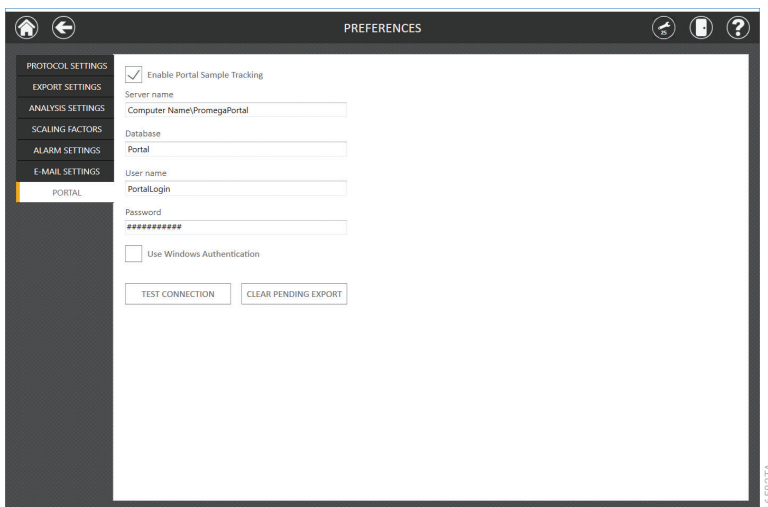 PREFERENCES
25
PROTOCOL SETTINGS
EXPORT SETTINGS
ANALYSIS SETTINGS
SCALING FACTORS
ALARM SETTINGS
E-MAIL SETTINGS
PORTAL
Enable Portal Sample Tracking
Server name
Computer Name\PromegaPortal
Database
Portal
User name
PortalLogin
Password
###########
Use Windows Authentication
TEST CONNECTION
CLEAR PENDING EXPORT